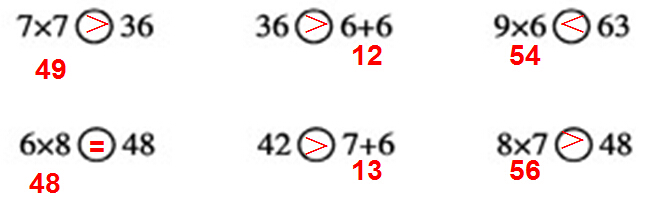 7×7 > 36 36 > 6+6 9×6 < 63
49 12 54
6×8 = 48 42 > 7+6 8×7 > 48
48 13 56